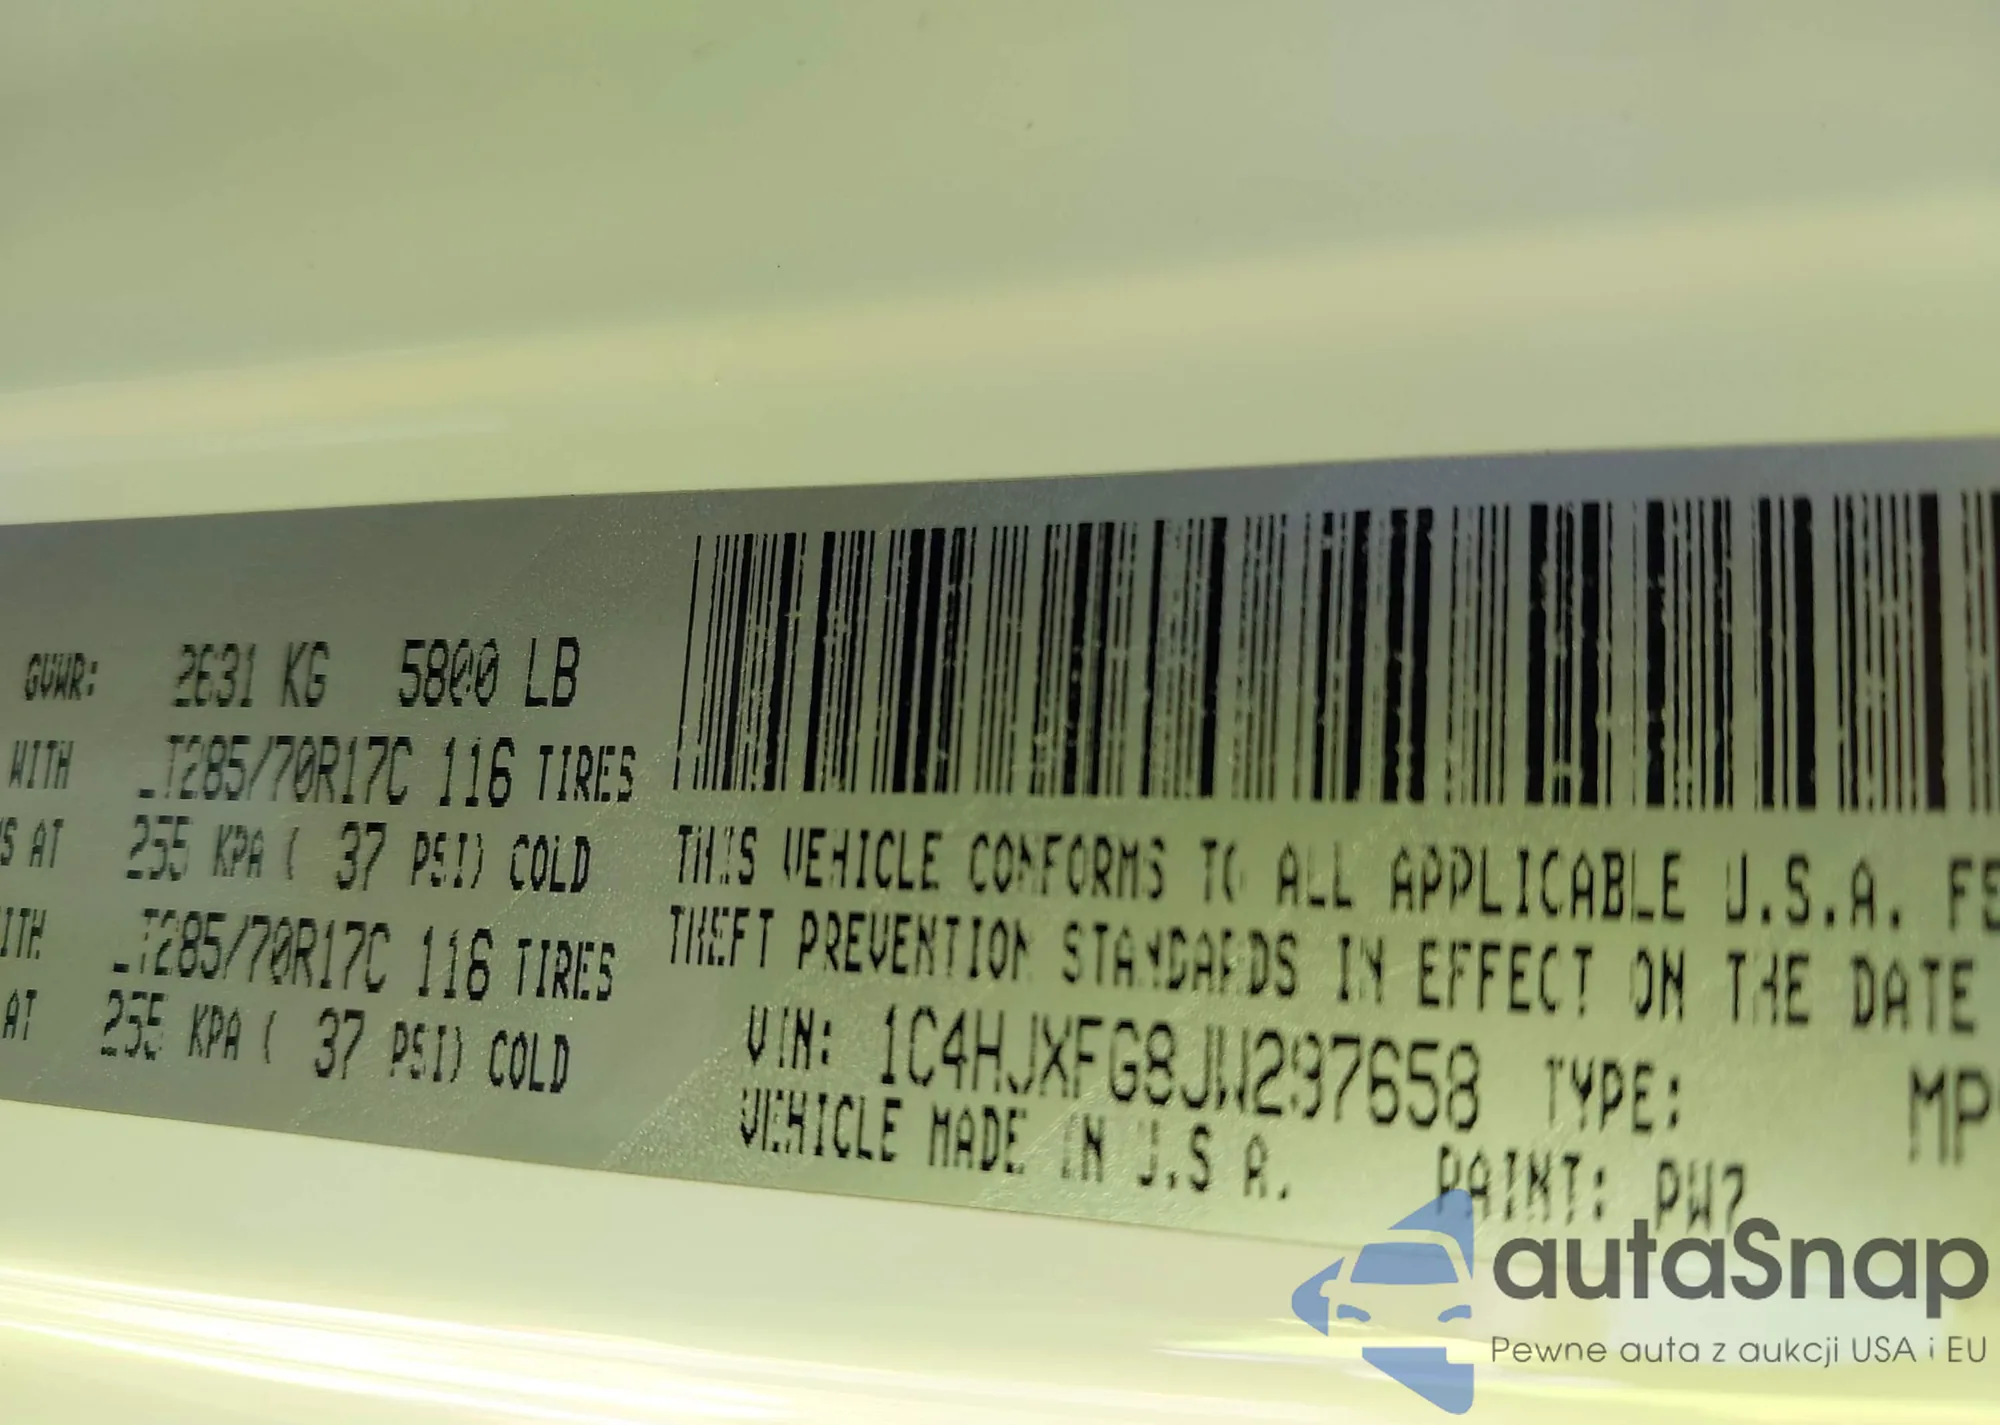 GVWR: 2631 KG 5800 LB
WITH LT285/70R17C 116 TIRES
S AT 255 KPA ( 37 PSI) COLD
ITH LT285/70R17C 116 TIRES
AT 255 KPA ( 37 PSI) COLD
THIS VEHICLE CONFORMS TO ALL APPLICABLE U.S.A. F
THEFT PREVENTION STANDARDS IN EFFECT ON THE DATE
VIN: 1C4HJXFG8JW297658 TYPE: MP
VEHICLE MADE IN U.S.A. PAINT: PW7
autaSnap
Pewne auta z aukcji USA i EU